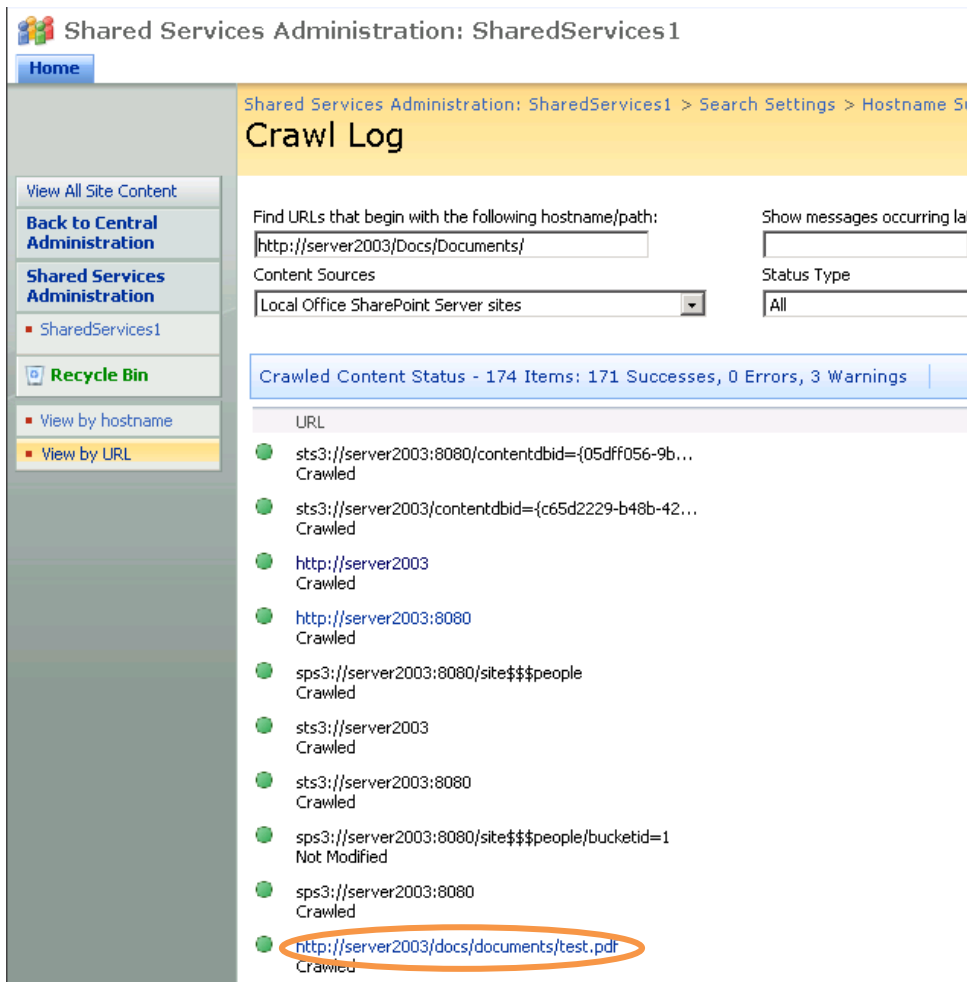 Shared Services Administration: SharedServices1
Home
Shared Services Administration: SharedServices1 > Search Settings > Hostname S
Crawl Log
View All Site Content
Back to Central
Administration
Shared Services
Administration
SharedServices1
Recycle Bin
View by hostname
View by URL
Find URLs that begin with the following hostname/path:
http://server2003/Docs/Documents/
Show messages occurring la
Content Sources
Local Office SharePoint Server sites
Status Type
All
Crawled Content Status - 174 Items: 171 Successes, 0 Errors, 3 Warnings
URL
sts3://server2003:8080/contentdbid={05dff056-9b...
Crawled
sts3://server2003/contentdbid={c65d2229-b48b-42...
Crawled
http://server2003
Crawled
http://server2003:8080
Crawled
sps3://server2003:8080/site$$$people
Crawled
sts3://server2003
Crawled
sts3://server2003:8080
Crawled
sps3://server2003:8080/site$$$people/bucketid=1
Not Modified
sps3://server2003:8080
Crawled
http://server2003/docs/documents/test.pdf
Crawled